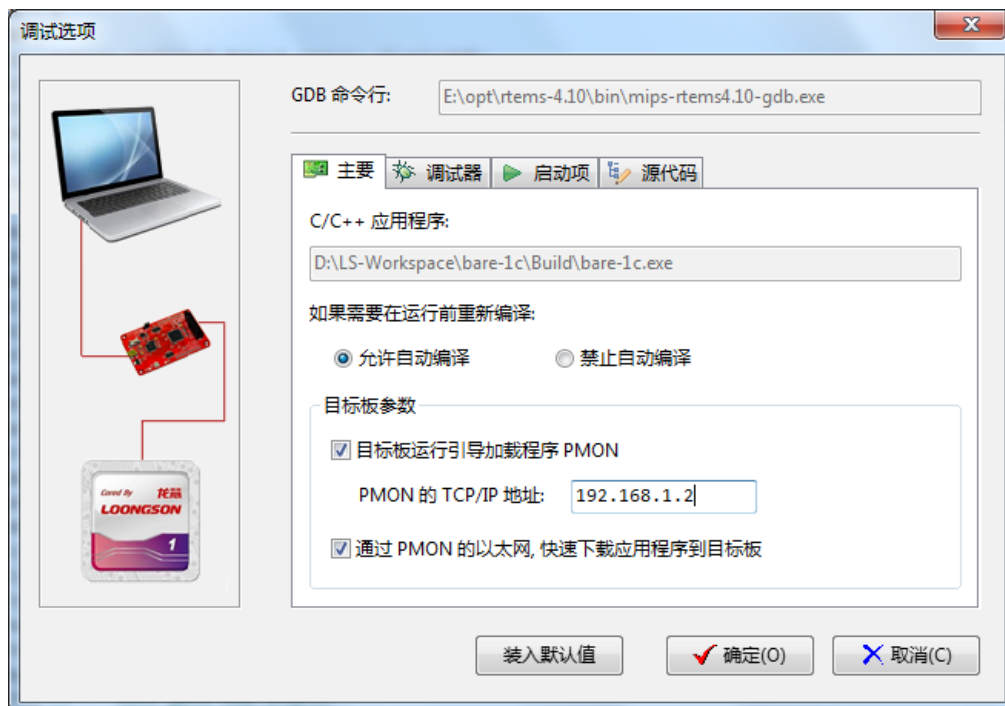 调试选项
GDB 命令行:
E:\opt\rtems-4.10\bin\mips-rtems4.10-gdb.exe
主要
调试器
启动项
源代码
C/C++ 应用程序:
D:\LS-Workspace\bare-1c\Build\bare-1c.exe
如果需要在运行前重新编译:
允许自动编译
禁止自动编译
目标板参数
目标板运行引导加载程序 PMON
PMON 的 TCP/IP 地址:
192.168.1.2
通过 PMON 的以太网, 快速下载应用程序到目标板
Cored By 龙芯
LOONGSON
1
装入默认值
确定(O)
取消(C)